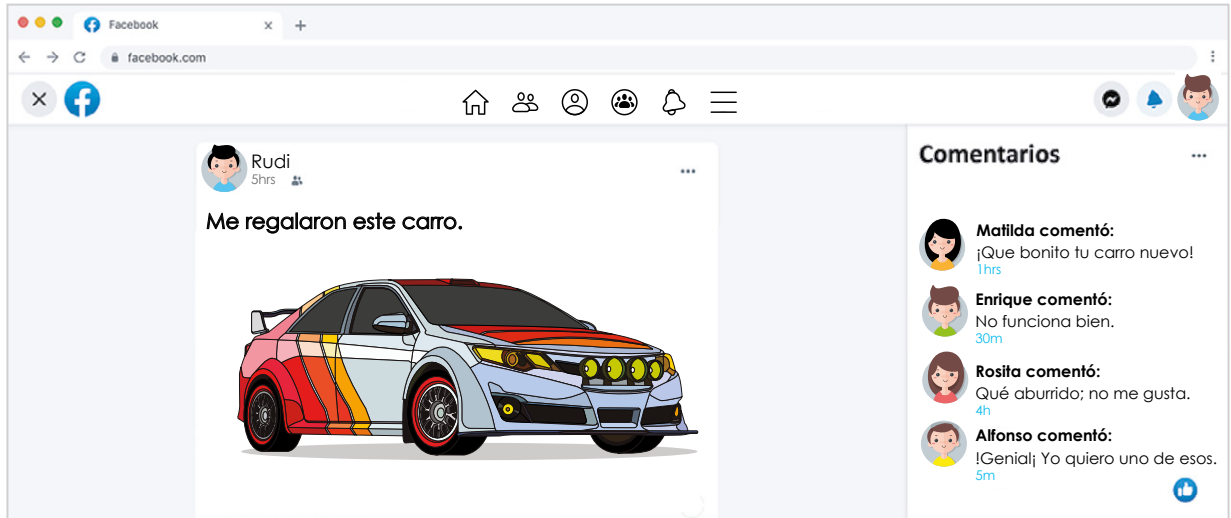 Facebook
facebook.com
Rudi
5hrs
Me regalaron este carro.
Comentarios
Matilda comentó:
¡Que bonito tu carro nuevo!
1hrs
Enrique comentó:
No funciona bien.
30m
Rosita comentó:
Qué aburrido; no me gusta.
4h
Alfonso comentó:
!Genial¡ Yo quiero uno de esos.
5m